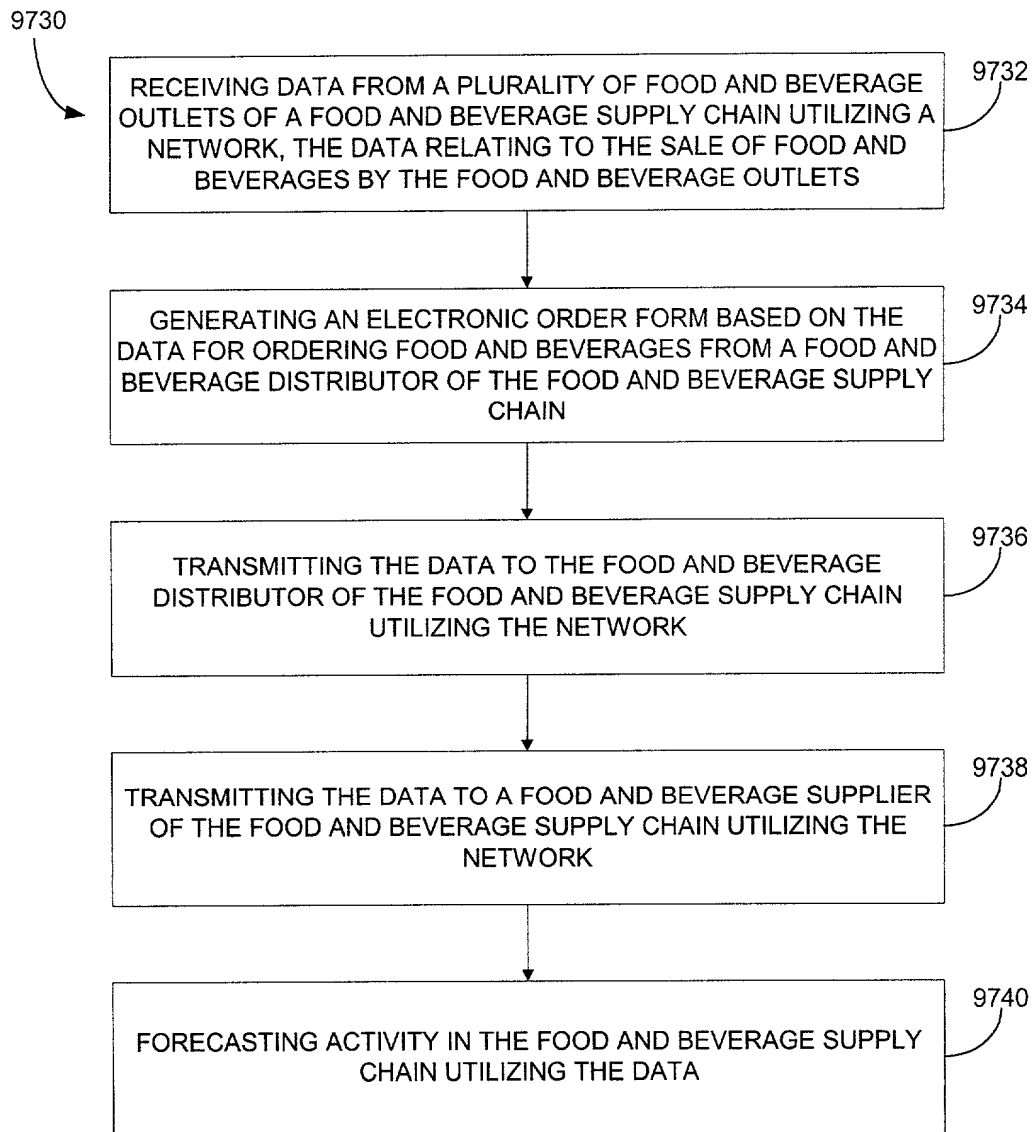 9730
RECEIVING DATA FROM A PLURALITY OF FOOD AND BEVERAGE
OUTLETS OF A FOOD AND BEVERAGE SUPPLY CHAIN UTILIZING A
NETWORK, THE DATA RELATING TO THE SALE OF FOOD AND
BEVERAGES BY THE FOOD AND BEVERAGE OUTLETS
9732
GENERATING AN ELECTRONIC ORDER FORM BASED ON THE
DATA FOR ORDERING FOOD AND BEVERAGES FROM A FOOD AND
BEVERAGE DISTRIBUTOR OF THE FOOD AND BEVERAGE SUPPLY
CHAIN
9734
TRANSMITTING THE DATA TO THE FOOD AND BEVERAGE
DISTRIBUTOR OF THE FOOD AND BEVERAGE SUPPLY CHAIN
UTILIZING THE NETWORK
9736
TRANSMITTING THE DATA TO A FOOD AND BEVERAGE SUPPLIER
OF THE FOOD AND BEVERAGE SUPPLY CHAIN UTILIZING THE
NETWORK
9738
FORECASTING ACTIVITY IN THE FOOD AND BEVERAGE SUPPLY
CHAIN UTILIZING THE DATA
9740